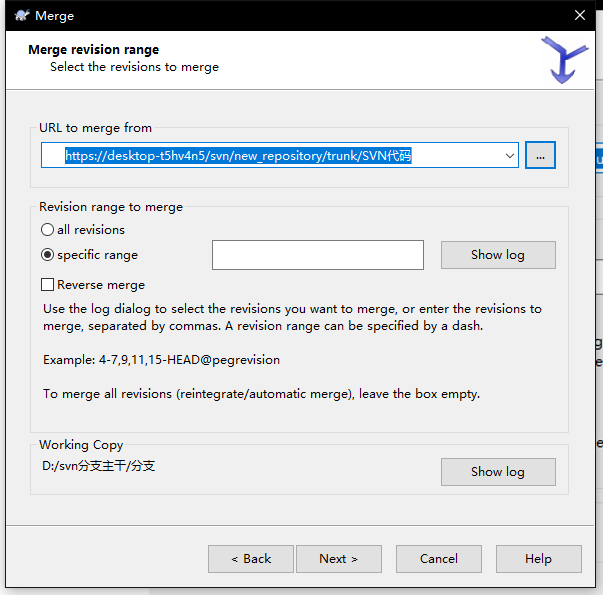 Merge
Merge revision range
Select the revisions to merge
URL to merge from
https://desktop-t5hv4n5/svn/new_repository/trunk/SVN代码
...
Revision range to merge
all revisions
specific range
Show log
Reverse merge
Use the log dialog to select the revisions you want to merge, or enter the revisions to
merge, separated by commas. A revision range can be specified by a dash.
Example: 4-7,9,11,15-HEAD@pegrevision
To merge all revisions (reintegrate/automatic merge), leave the box empty.
Working Copy
D:/svn分支主干/分支
Show log
< Back
Next >
Cancel
Help